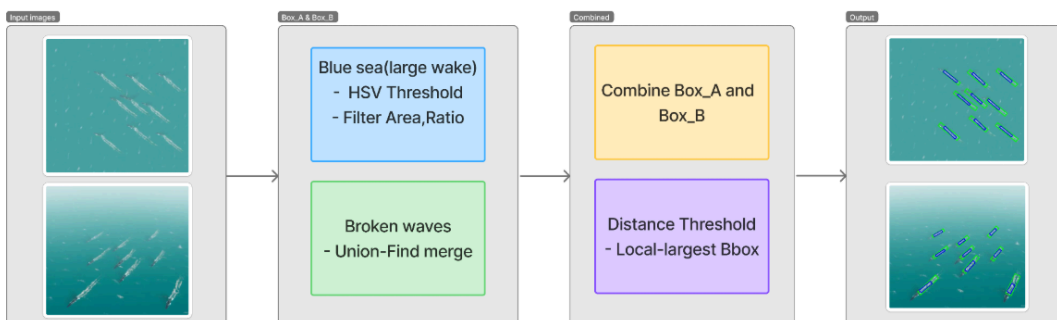 Input images
Box_A & Box_B
Combined
Output
Blue sea(large wake)
- HSV Threshold
- Filter Area,Ratio
Broken waves
- Union-Find merge
Combine Box_A and
Box_B
Distance Threshold
- Local-largest Bbox